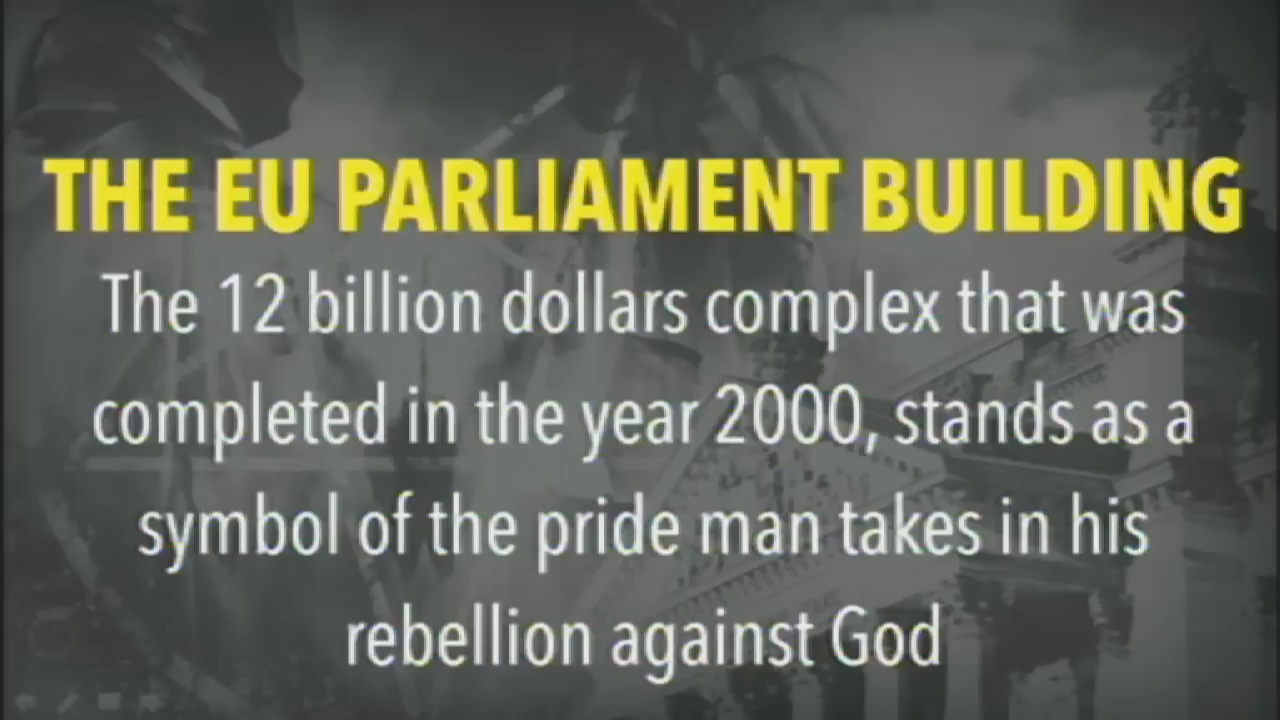 THE EU PARLIAMENT BUILDING
The 12 billion dollars complex that was
completed in the year 2000, stands as a
symbol of the pride man takes in his
rebellion against God